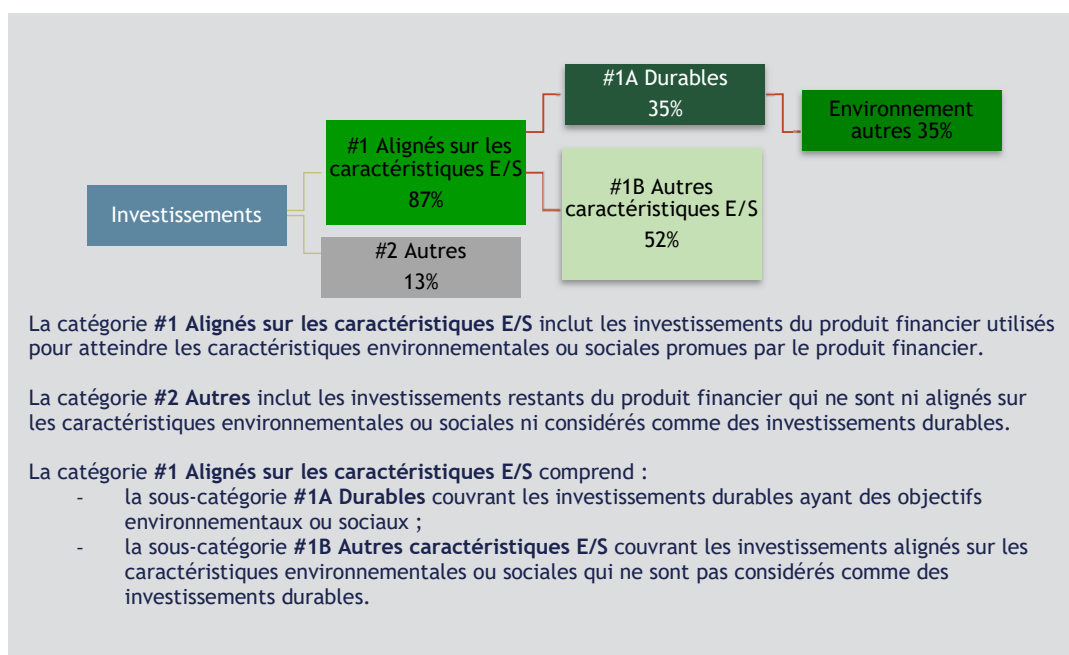 #1A Durables
35%
Environnement
autres 35%
#1 Alignés sur les
caractéristiques E/S
87%
#1B Autres
caractéristiques E/S
52%
Investissements
#2 Autres
13%
La catégorie #1 Alignés sur les caractéristiques E/S inclut les investissements du produit financier utilisés
pour atteindre les caractéristiques environnementales ou sociales promues par le produit financier.
La catégorie #2 Autres inclut les investissements restants du produit financier qui ne sont ni alignés sur
les caractéristiques environnementales ou sociales ni considérés comme des investissements durables.
La catégorie #1 Alignés sur les caractéristiques E/S comprend :
- la sous-catégorie #1A Durables couvrant les investissements durables ayant des objectifs
environnementaux ou sociaux ;
- la sous-catégorie #1B Autres caractéristiques E/S couvrant les investissements alignés sur les
caractéristiques environnementales ou sociales qui ne sont pas considérés comme des
investissements durables.